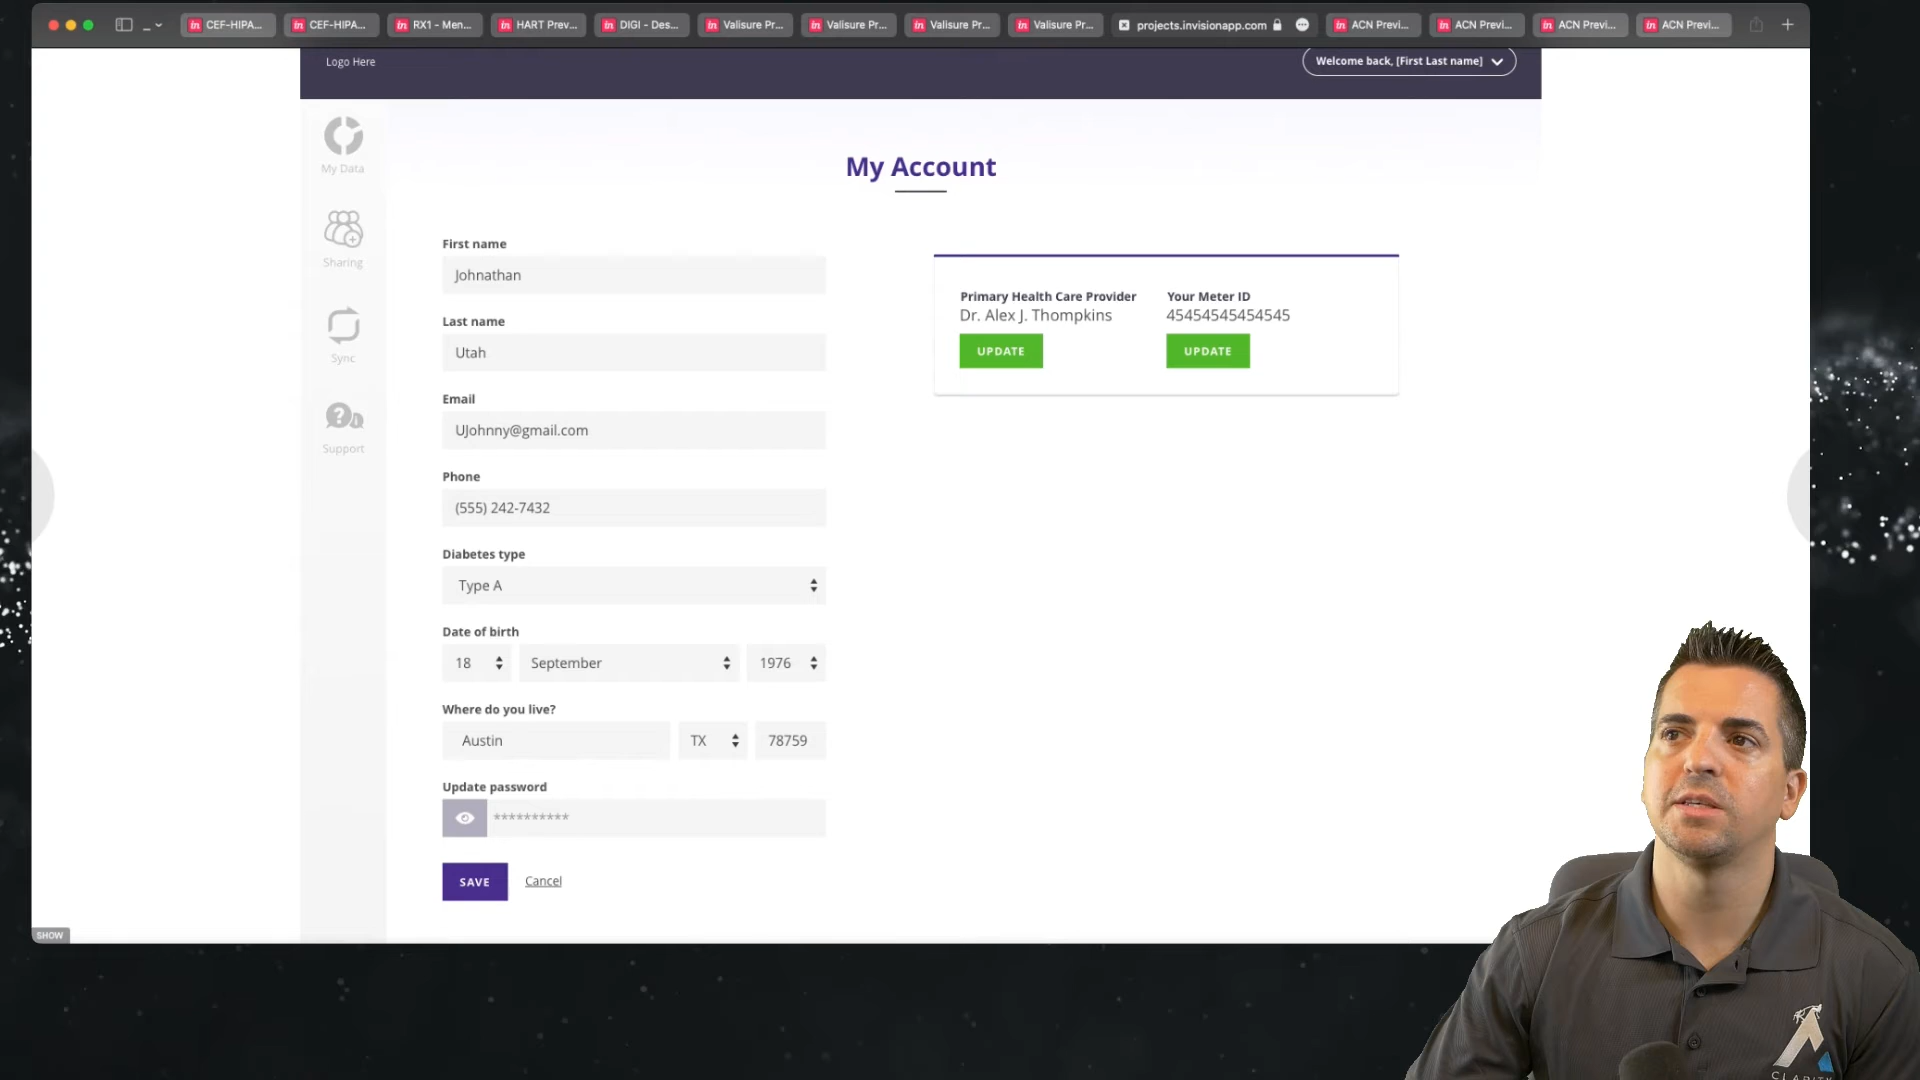 CEF-HIPA...
CEF-HIPA...
RX1 - Men...
HART Prev...
DIGI - Des...
Valisure Pr...
Valisure Pr...
Valisure Pr...
Valisure Pr...
projects.invisionapp.com
ACN Previ...
ACN Previ...
ACN Previ...
ACN Previ...
Logo Here
Welcome back, [First Last name]
My Data
Sharing
Sync
Support
My Account
First name
Johnathan
Last name
Utah
Email
UJohnny@gmail.com
Phone
(555) 242-7432
Diabetes type
Type A
Date of birth
18 September 1976
Where do you live?
Austin TX 78759
Update password
**********
SAVE Cancel
Primary Health Care Provider
Dr. Alex J. Thompkins
UPDATE
Your Meter ID
45454545454545
UPDATE
SHOW
CLARITY